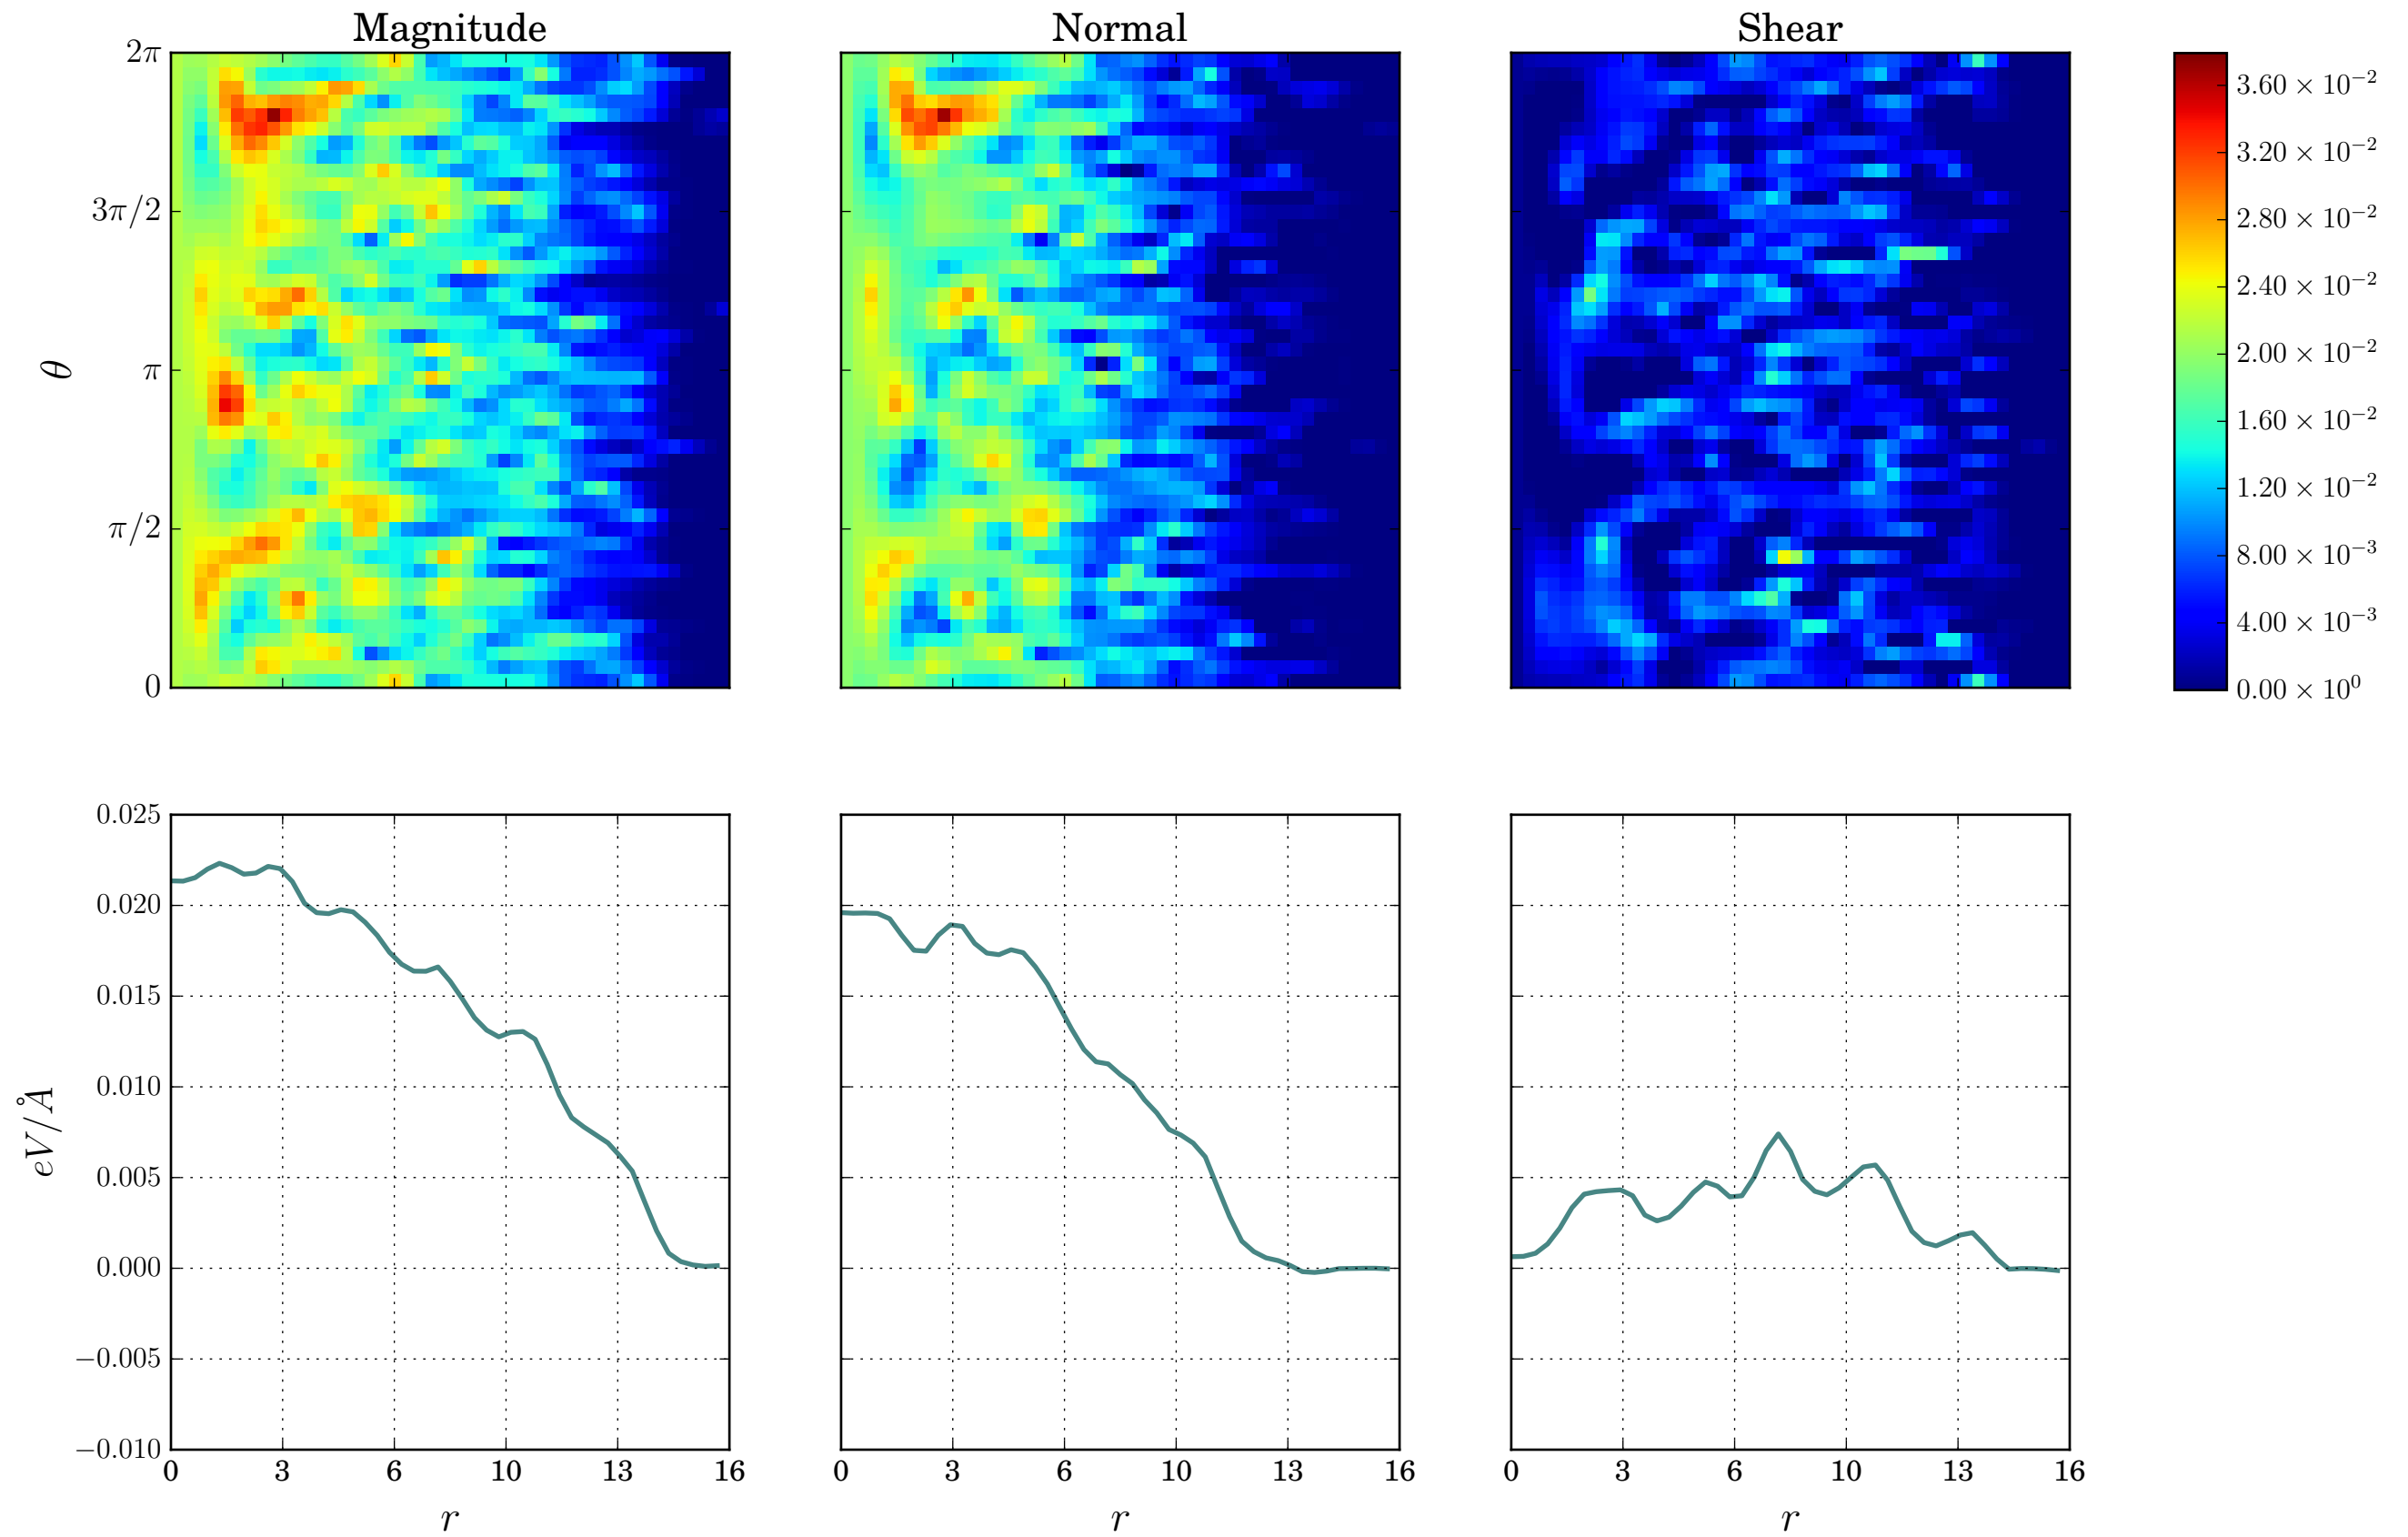 Magnitude Normal Shear
2π
3π/2
π
π/2
0
θ
3.60 × 10⁻²
3.20 × 10⁻²
2.80 × 10⁻²
2.40 × 10⁻²
2.00 × 10⁻²
1.60 × 10⁻²
1.20 × 10⁻²
8.00 × 10⁻³
4.00 × 10⁻³
0.00 × 10⁰
0.025
0.020
0.015
0.010
0.005
0.000
−0.005
−0.010
eV/Å
0 3 6 10 13 16 0 3 6 10 13 16 0 3 6 10 13 16
r r r